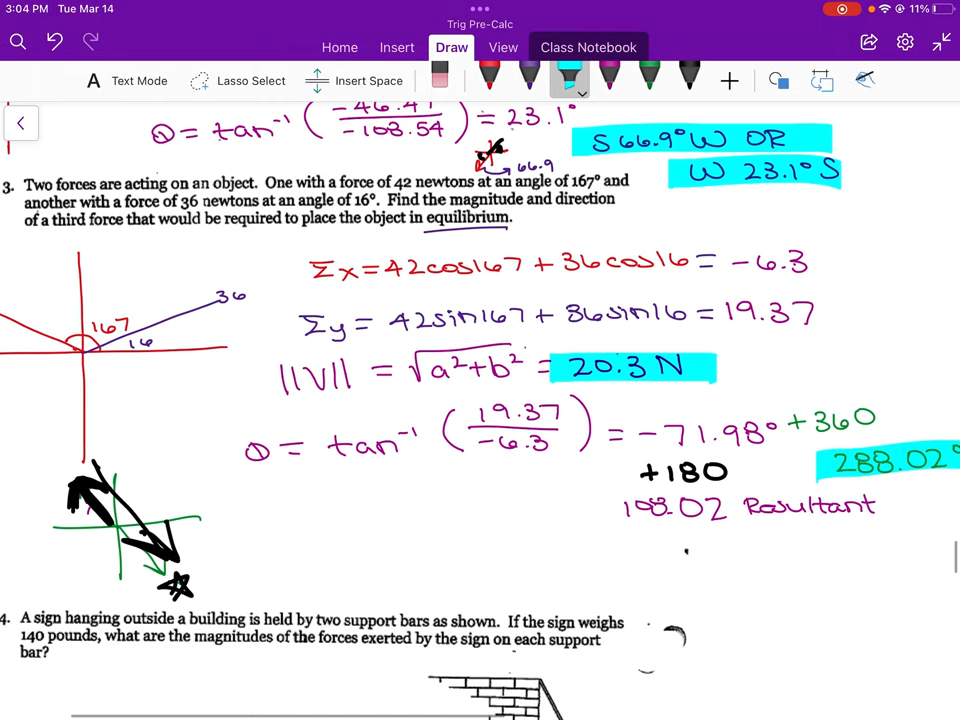 3:04 PM Tue Mar 14
11%
Trig Pre-Calc
Home Insert Draw View Class Notebook
A Text Mode Lasso Select Insert Space
Θ = tan⁻¹ ( -46.41 / -103.54 ) = 23.1°
S 66.9° W OR
W 23.1° S
66.9
3. Two forces are acting on an object. One with a force of 42 newtons at an angle of 167° and
another with a force of 36 newtons at an angle of 16°. Find the magnitude and direction
of a third force that would be required to place the object in equilibrium.
36
167
16
Σx = 42cos167 + 36cos16 = -6.3
Σy = 42sin167 + 36sin16 = 19.37
||V|| = √a²+b² = 20.3 N
Θ = tan⁻¹ ( 19.37 / -6.3 ) = -71.98° +360
288.02°
+180
108.02 Resultant
4. A sign hanging outside a building is held by two support bars as shown. If the sign weighs
140 pounds, what are the magnitudes of the forces exerted by the sign on each support
bar?